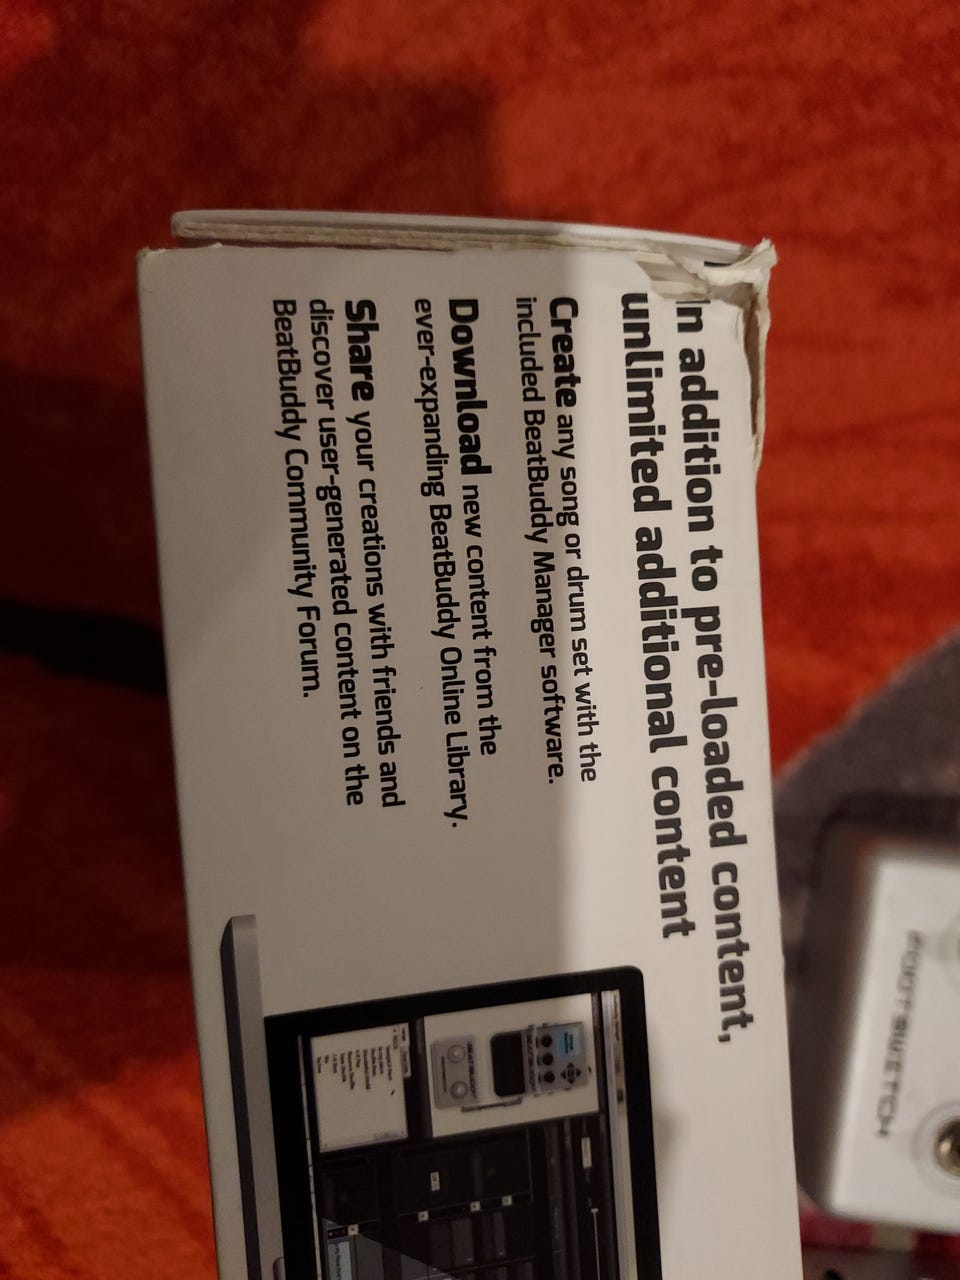 In addition to pre-loaded content,
unlimited additional content
Create any song or drum set with the
included BeatBuddy Manager software.
Download new content from the
ever-expanding BeatBuddy Online Library.
Share your creations with friends and
discover user-generated content on the
BeatBuddy Community Forum.
BEATBUDDY
FOOTSWITCH